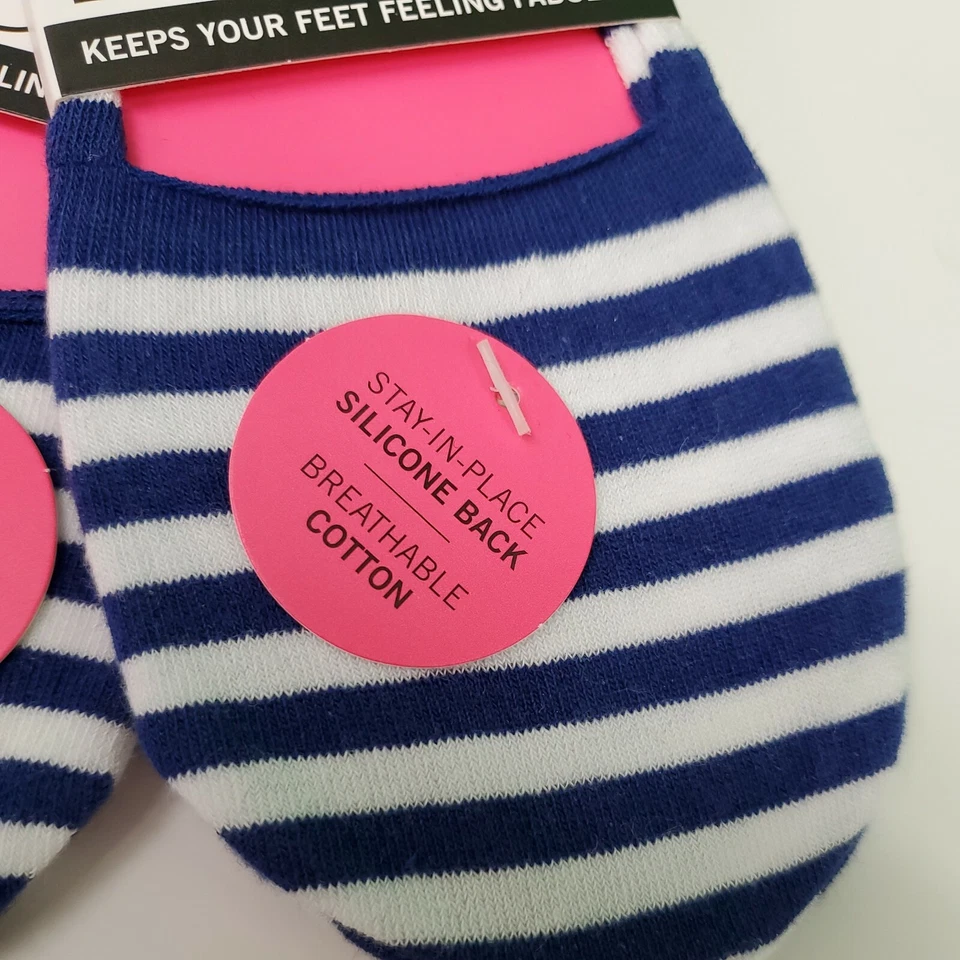 KEEPS YOUR FEET FEELING
STAY-IN-PLACE
SILICONE BACK
BREATHABLE
COTTON